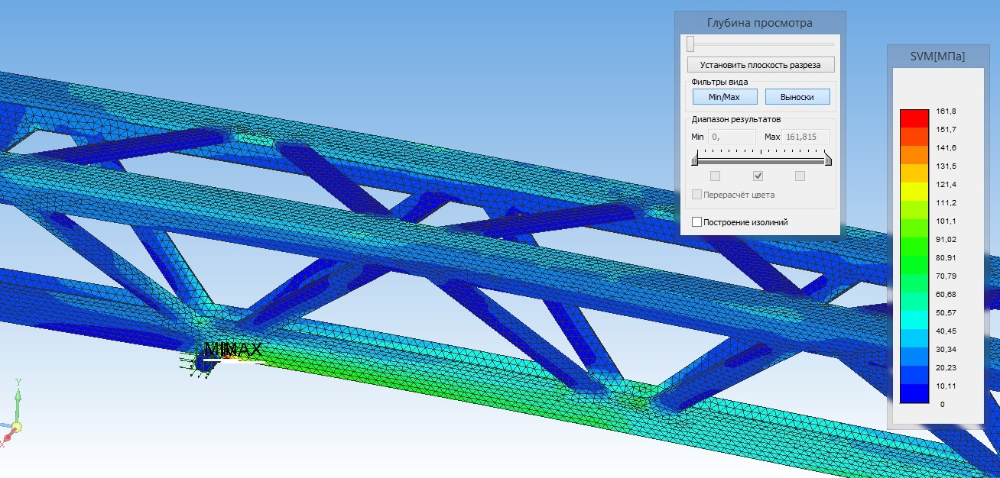 Глубина просмотра
Установить плоскость разреза
Фильтры вида
Min/Max
Выноски
Диапазон результатов
Min 0, Max 161,815
Перерасчёт цвета
Построение изолиний
SVM[МПа]
161,8
151,7
141,6
131,5
121,4
111,2
101,1
91,02
80,91
70,79
60,68
50,57
40,45
30,34
20,23
10,11
0
MIMAX
Y
X